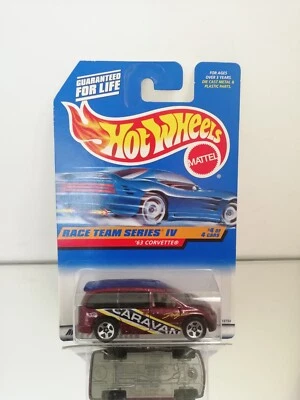 GUARANTEED
FOR LIFE
FOR AGES
OVER 3 YEARS.
DIE CAST METAL &
PLASTIC PARTS.
Hot Wheels
MATTEL
RACE TEAM SERIES IV
'63 CORVETTE®
#4 of
4 CARS
CARAVAN